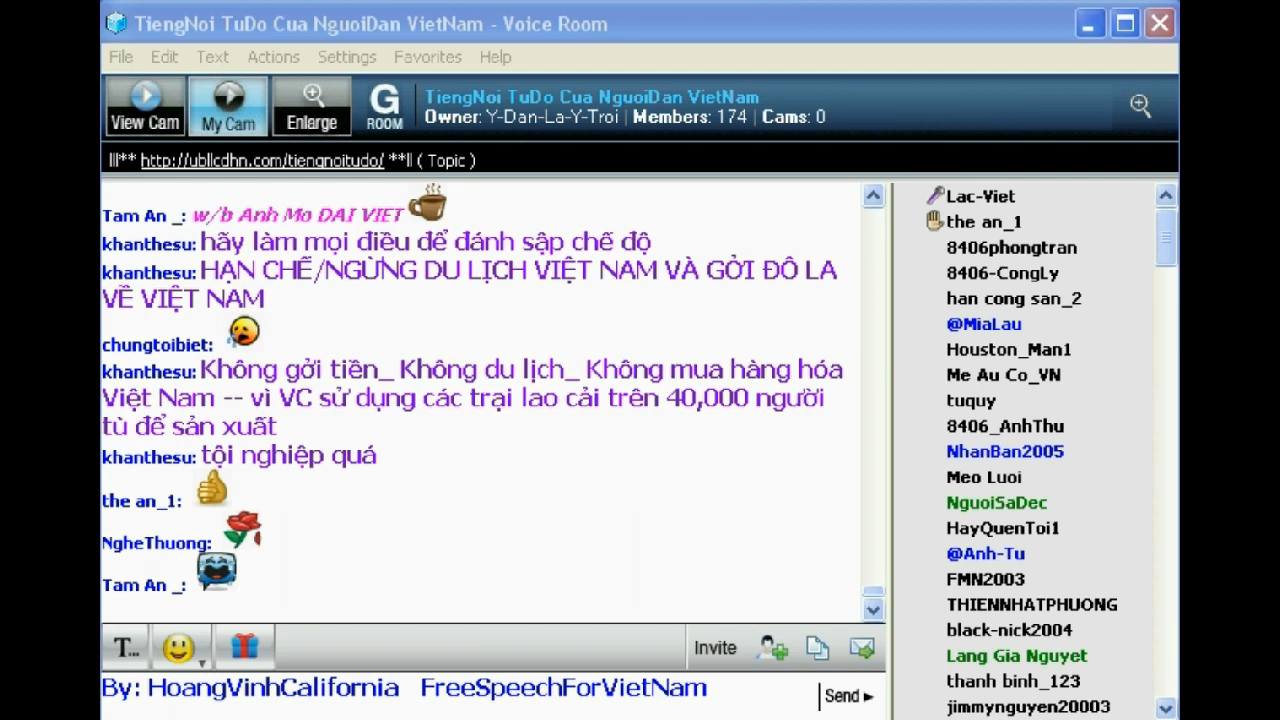 TiengNoi TuDo Cua NguoiDan VietNam - Voice Room
File Edit Text Actions Settings Favorites Help
View Cam My Cam Enlarge G ROOM
TiengNoi TuDo Cua NguoiDan VietNam
Owner: Y-Dan-La-Y-Troi | Members: 174 | Cams: 0
lll** http://ubllcdhn.com/tiengnoitudo/ **ll ( Topic )
Tam An _: w/b Anh Mo DAI VIET
khanthesu: hãy làm mọi điều để đánh sập chế độ
khanthesu: HẠN CHẾ/NGỪNG DU LỊCH VIỆT NAM VÀ GỞI ĐÔ LA
VỀ VIỆT NAM
chungtoibiet:
khanthesu: Không gởi tiền_ Không du lịch_ Không mua hàng hóa
Việt Nam -- vì VC sử dụng các trại lao cải trên 40,000 người
tù để sản xuất
khanthesu: tội nghiệp quá
the an_1:
NgheThuong:
Tam An _:
T... Invite
By: HoangVinhCalifornia FreeSpeechForVietNam
Send
Lac-Viet
the an_1
8406phongtran
8406-CongLy
han cong san_2
@MiaLau
Houston_Man1
Me Au Co_VN
tuquy
8406_AnhThu
NhanBan2005
Meo Luoi
NguoiSaDec
HayQuenToi1
@Anh-Tu
FMN2003
THIENNHATPHUONG
black-nick2004
Lang Gia Nguyet
thanh binh_123
jimmynguyen20003